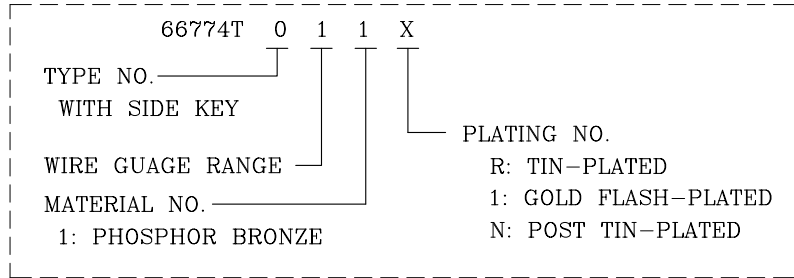 66774T 0 1 1 X
TYPE NO.
WITH SIDE KEY
WIRE GUAGE RANGE
MATERIAL NO.
1: PHOSPHOR BRONZE
PLATING NO.
R: TIN-PLATED
1: GOLD FLASH-PLATED
N: POST TIN-PLATED